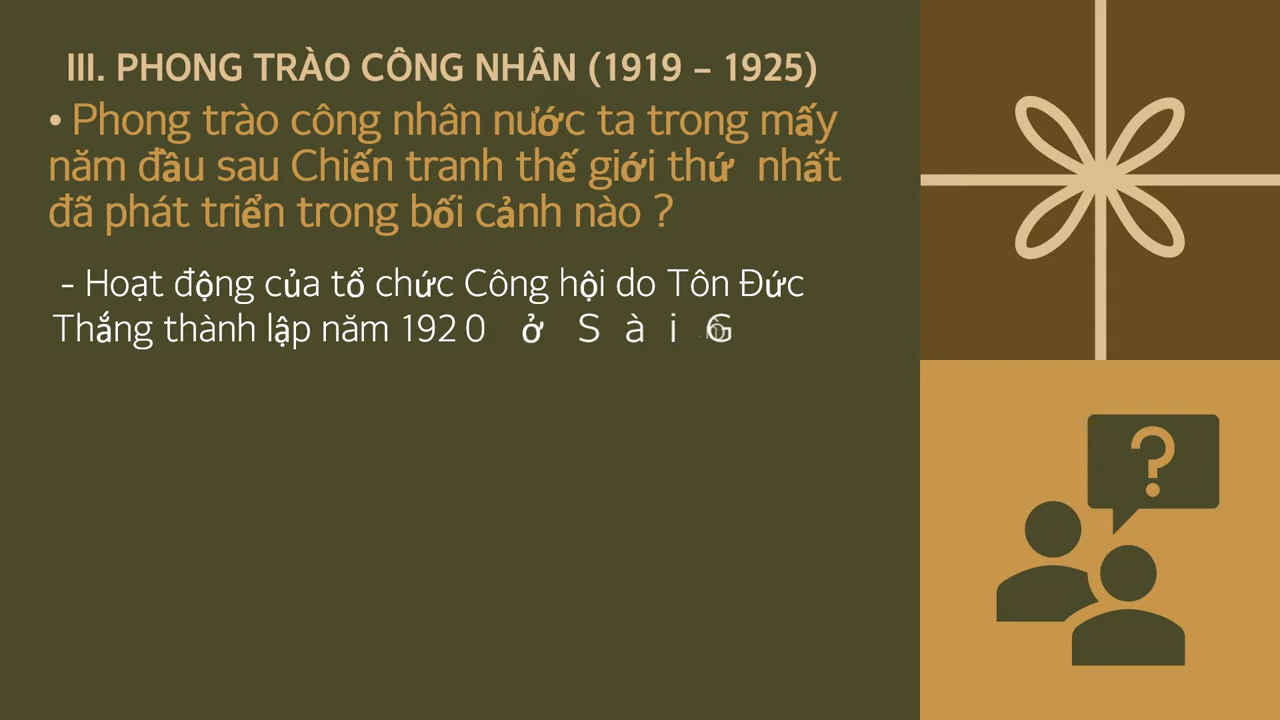 III. PHONG TRÀO CÔNG NHÂN (1919 – 1925)
• Phong trào công nhân nước ta trong mấy
năm đầu sau Chiến tranh thế giới thứ nhất
đã phát triển trong bối cảnh nào ?
- Hoạt động của tổ chức Công hội do Tôn Đức
Thắng thành lập năm 1920 ở Sài
?